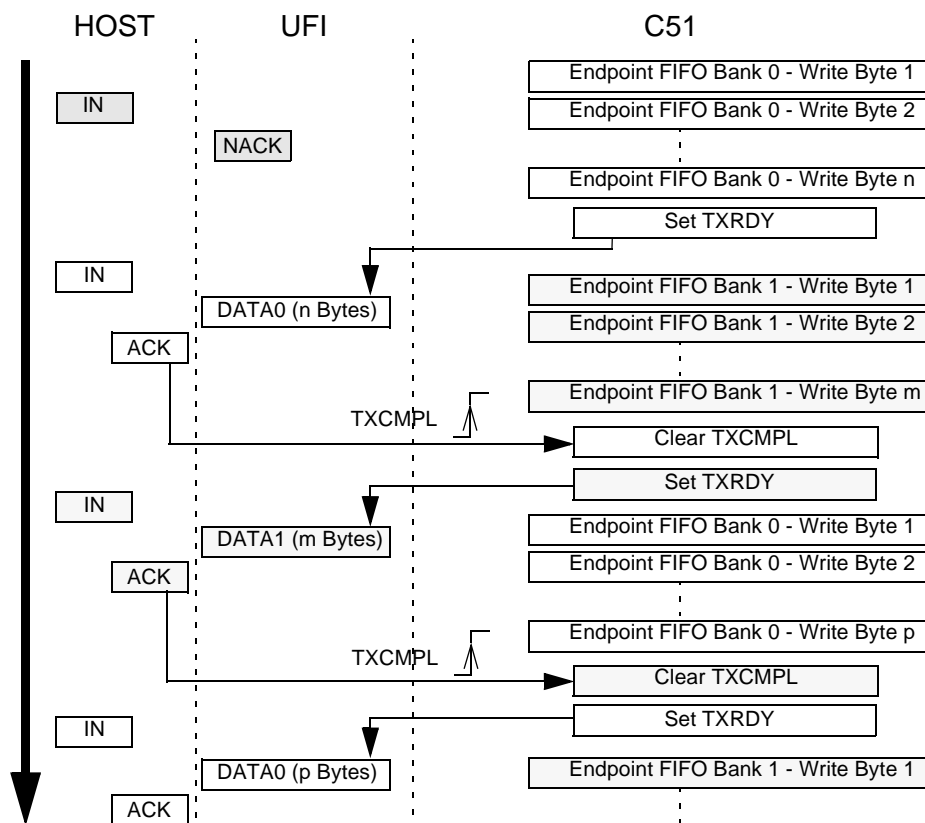 HOST UFI C51
Endpoint FIFO Bank 0 - Write Byte 1
IN
Endpoint FIFO Bank 0 - Write Byte 2
NACK
Endpoint FIFO Bank 0 - Write Byte n
Set TXRDY
IN
Endpoint FIFO Bank 1 - Write Byte 1
DATA0 (n Bytes)
Endpoint FIFO Bank 1 - Write Byte 2
ACK
Endpoint FIFO Bank 1 - Write Byte m
TXCMPL
Clear TXCMPL
Set TXRDY
IN
Endpoint FIFO Bank 0 - Write Byte 1
DATA1 (m Bytes)
Endpoint FIFO Bank 0 - Write Byte 2
ACK
Endpoint FIFO Bank 0 - Write Byte p
TXCMPL
Clear TXCMPL
Set TXRDY
IN
DATA0 (p Bytes)
Endpoint FIFO Bank 1 - Write Byte 1
ACK